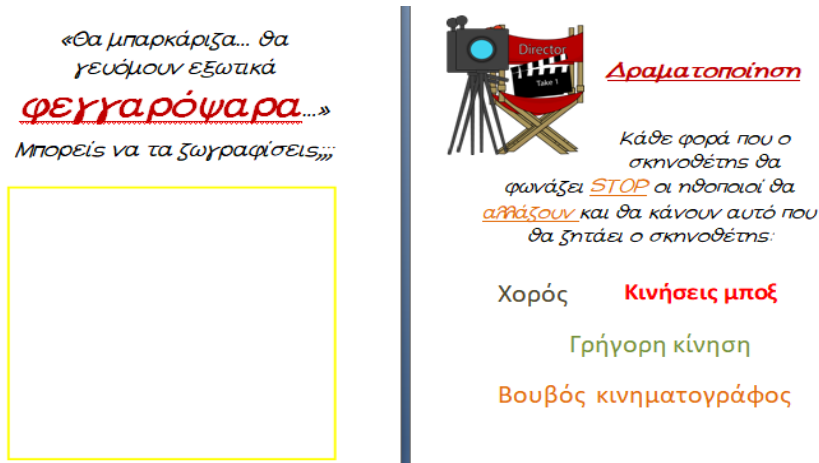 «Θα μπαρκάριζα... θα
γευόμουν εξωτικά
φεγγαρόψαρα...»
Μπορείς να τα ζωγραφίσεις;;;;
Director
Take 1
Δραματοποίηση
Κάθε φορά που ο
σκηνοθέτης θα
φωνάζει STOP οι ηθοποιοί θα
αλλάζουν και θα κάνουν αυτό που
θα ζητάει ο σκηνοθέτης:
Χορός Κινήσεις μποξ
Γρήγορη κίνηση
Βουβός κινηματογράφος